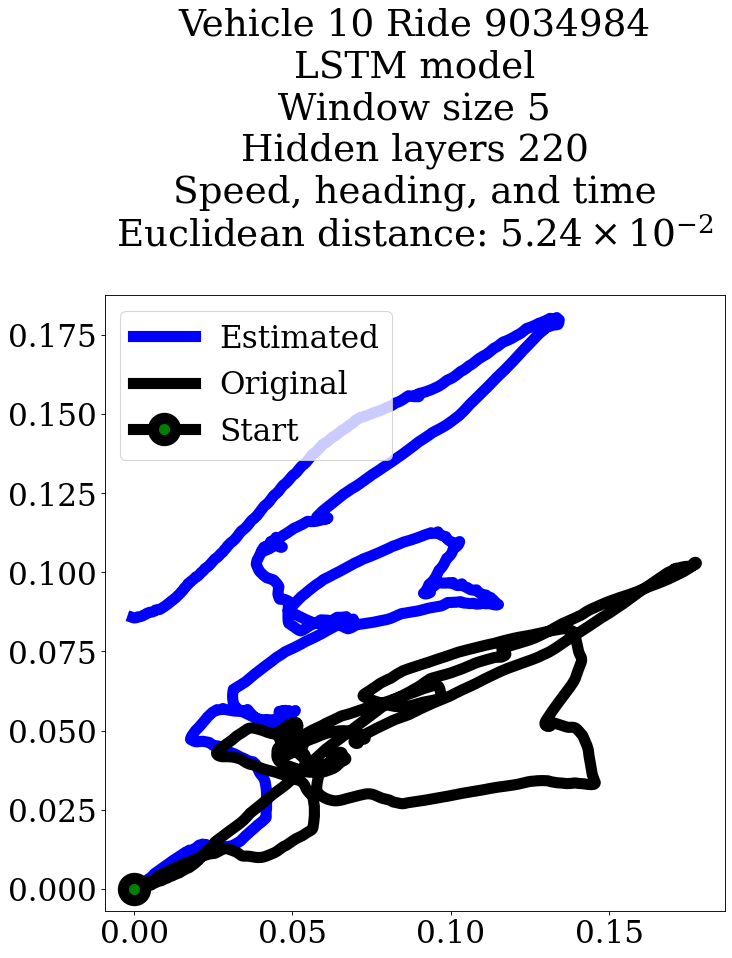 Vehicle 10 Ride 9034984
LSTM model
Window size 5
Hidden layers 220
Speed, heading, and time
Euclidean distance: 5.24 × 10⁻²
Estimated
Original
Start
0.175
0.150
0.125
0.100
0.075
0.050
0.025
0.000
0.00 0.05 0.10 0.15